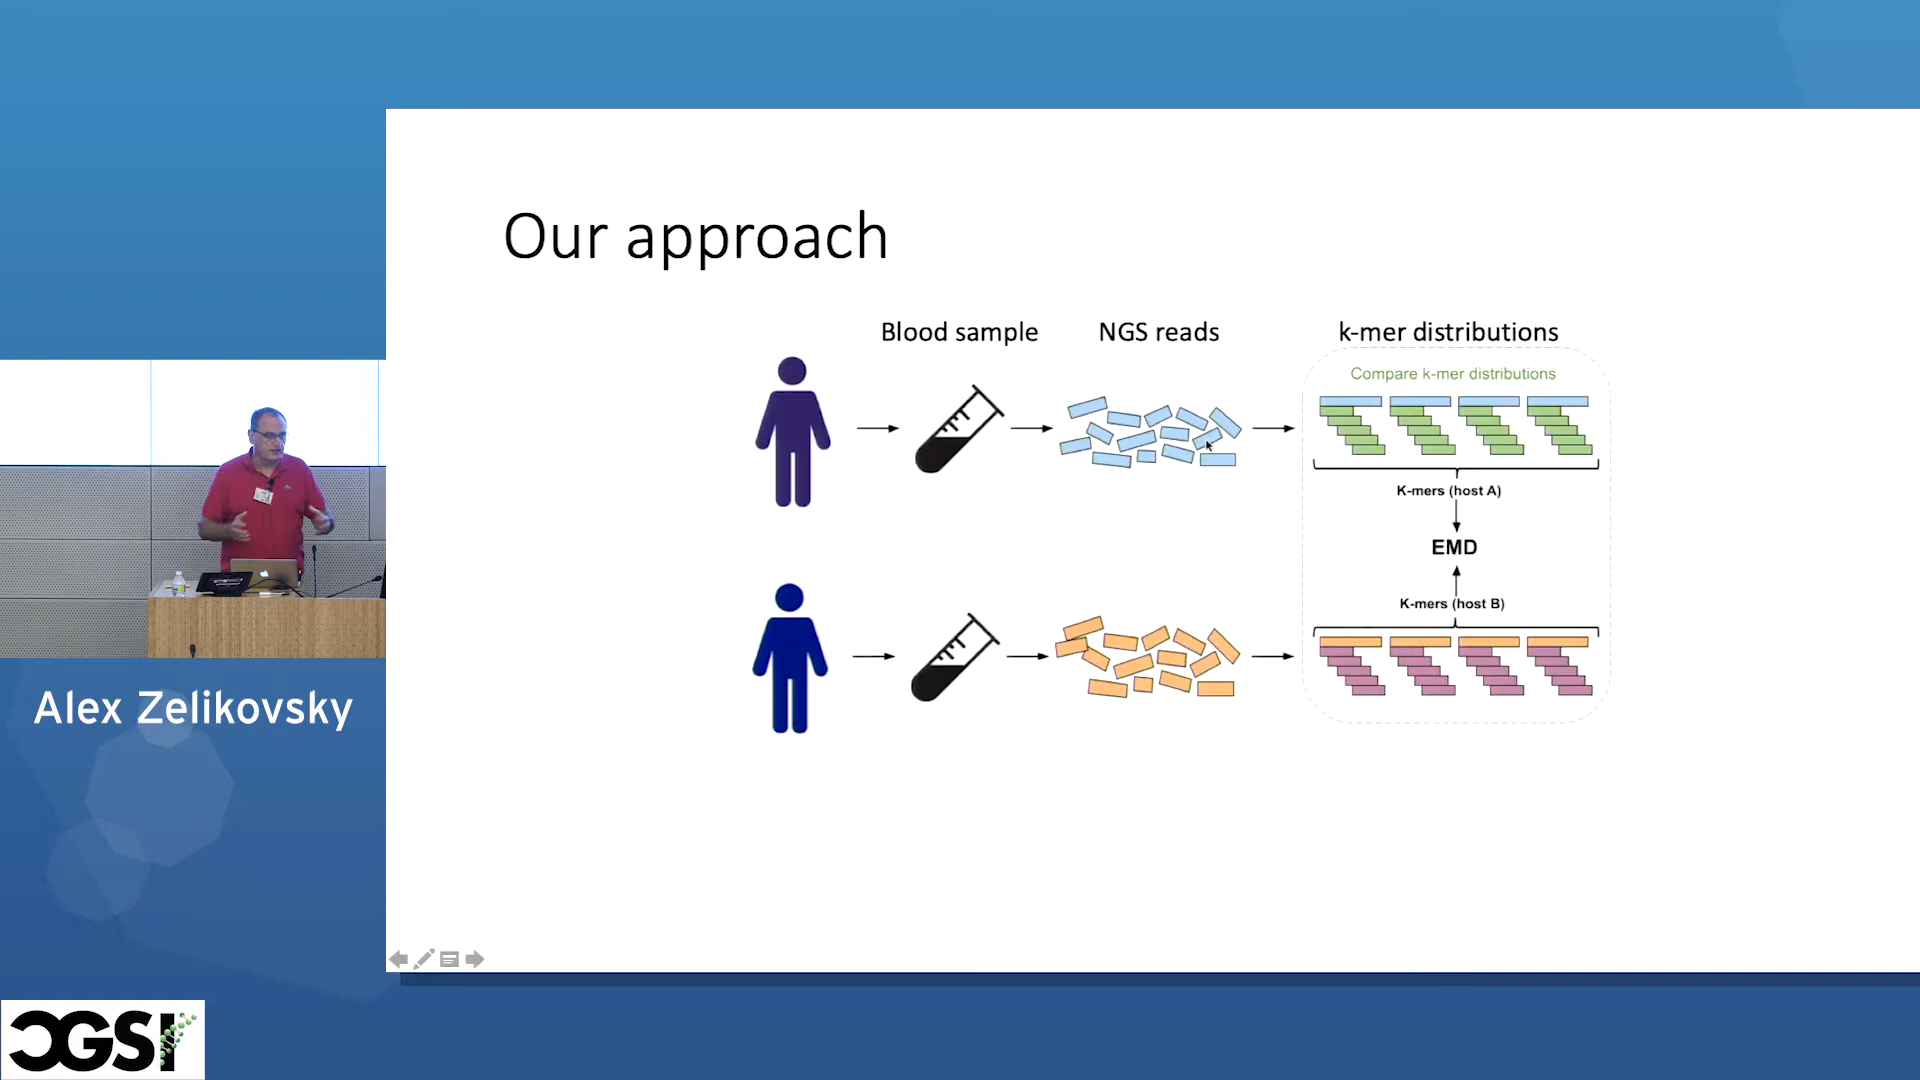 Our approach
Blood sample
NGS reads
k-mer distributions
Compare k-mer distributions
K-mers (host A)
EMD
K-mers (host B)
Alex Zelikovsky
CGSI